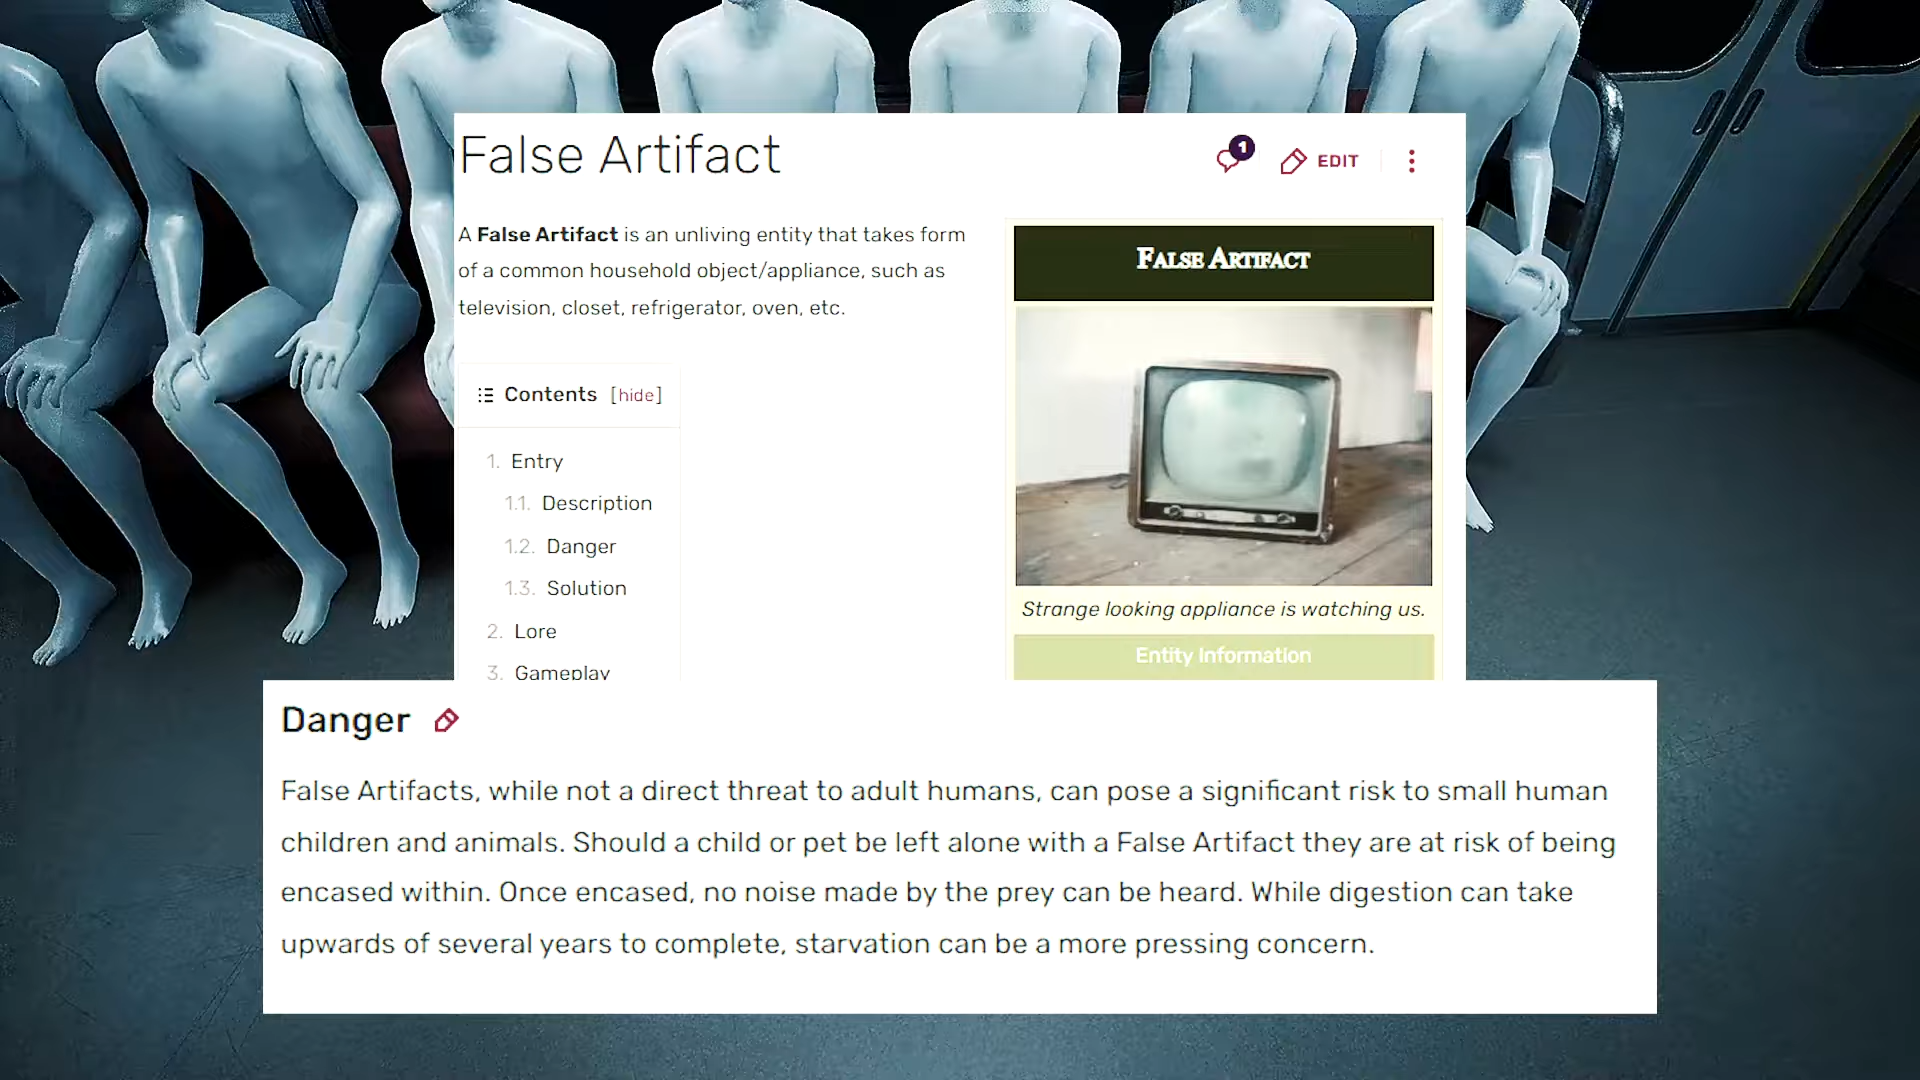 False Artifact
1
EDIT
A False Artifact is an unliving entity that takes form
of a common household object/appliance, such as
television, closet, refrigerator, oven, etc.
Contents [hide]
1. Entry
1.1. Description
1.2. Danger
1.3. Solution
2. Lore
3. Gameplay
FALSE ARTIFACT
Strange looking appliance is watching us.
Entity Information
Danger
False Artifacts, while not a direct threat to adult humans, can pose a significant risk to small human
children and animals. Should a child or pet be left alone with a False Artifact they are at risk of being
encased within. Once encased, no noise made by the prey can be heard. While digestion can take
upwards of several years to complete, starvation can be a more pressing concern.